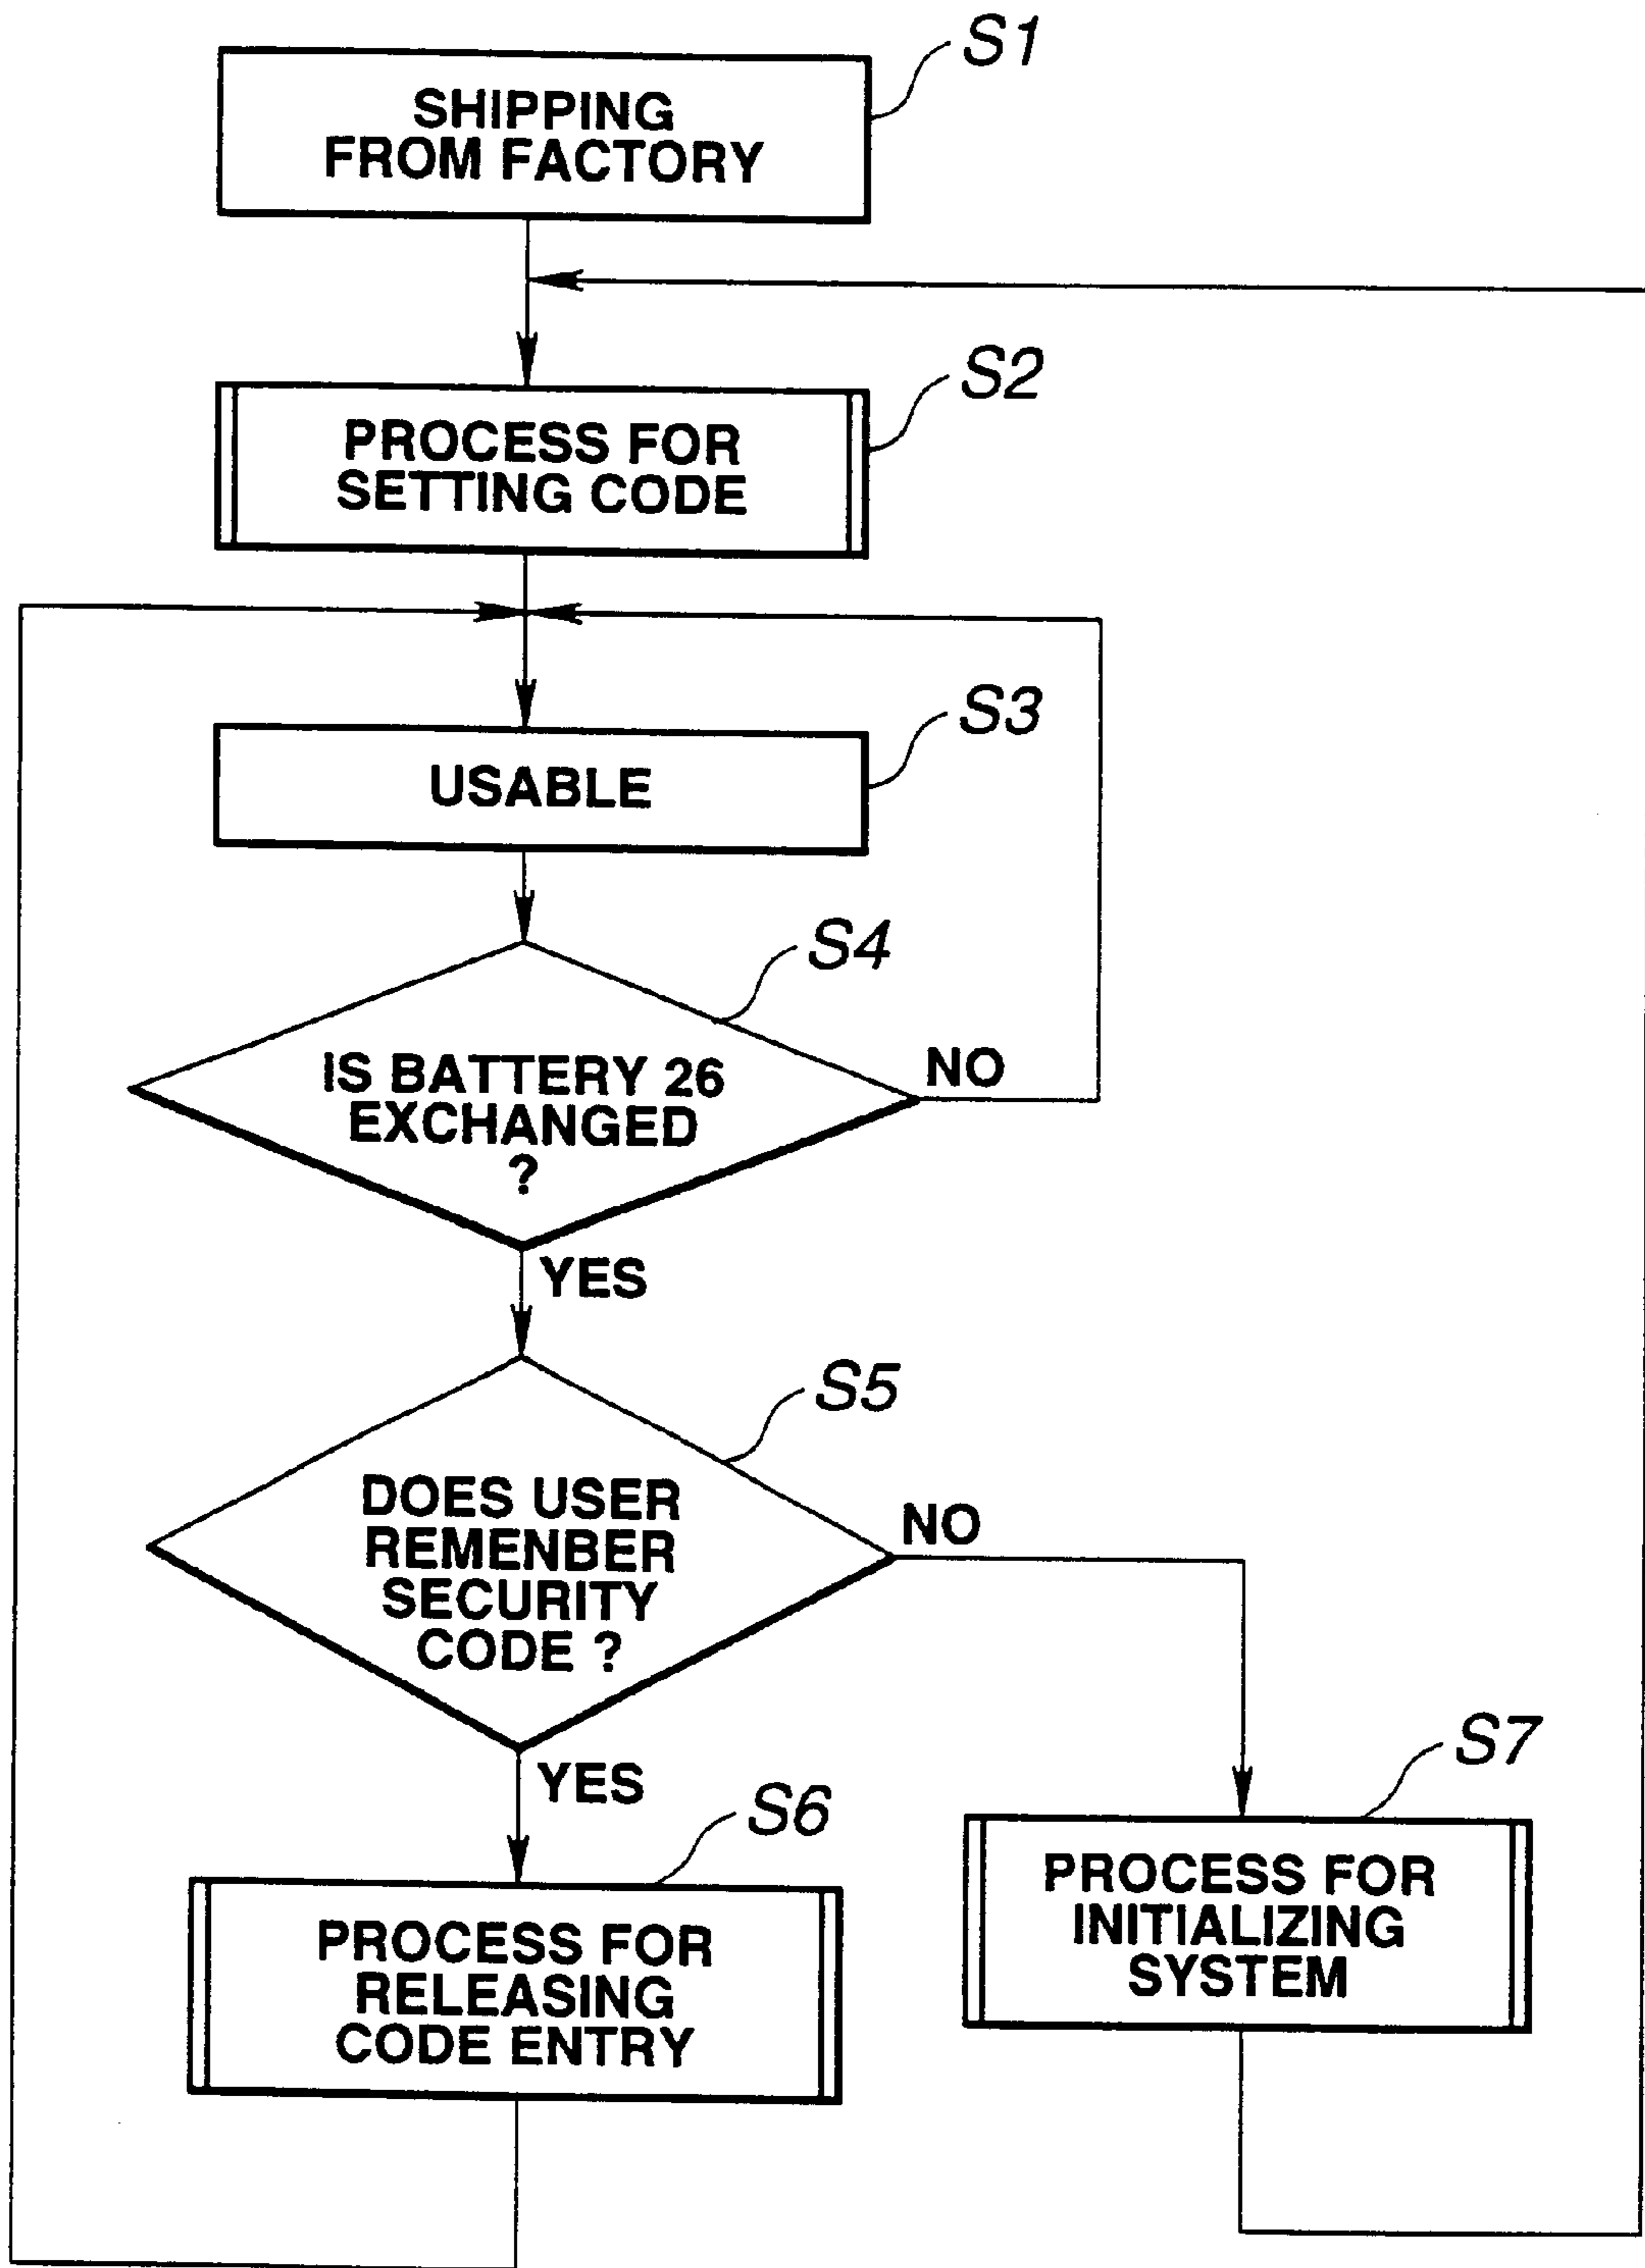 S1
SHIPPING
FROM FACTORY
S2
PROCESS FOR
SETTING CODE
S3
USABLE
S4
IS BATTERY 26
EXCHANGED
?
NO
YES
S5
DOES USER
REMENBER
SECURITY
CODE ?
NO
YES
S6
PROCESS FOR
RELEASING
CODE ENTRY
S7
PROCESS FOR
INITIALIZING
SYSTEM